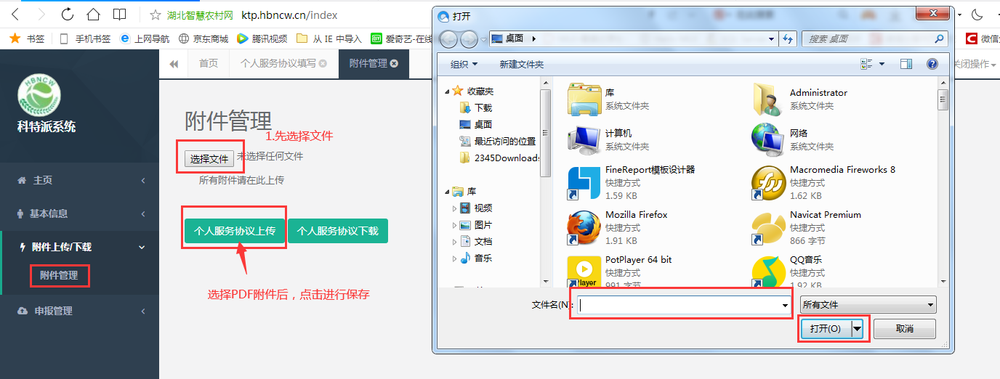 湖北智慧农村网 ktp.hbncw.cn/index
书签 手机书签 上网导航 京东商城 腾讯视频 从 IE 中导入 爱奇艺-在线
HBNCW
科特派系统
主页
基本信息
附件上传/下载
附件管理
申报管理
首页 个人服务协议填写 附件管理
关闭操作
附件管理
1.先选择文件
选择文件 未选择任何文件
所有附件请在此上传
个人服务协议上传 个人服务协议下载
选择PDF附件后，点击进行保存
打开
桌面
搜索 桌面
组织 新建文件夹
收藏夹
下载
桌面
最近访问的位置
2345Downloads
库
视频
图片
文档
音乐
库
系统文件夹
Administrator
系统文件夹
计算机
系统文件夹
网络
系统文件夹
FineReport模板设计器
快捷方式
1.59 KB
Macromedia Fireworks 8
快捷方式
1.62 KB
Mozilla Firefox
快捷方式
1.91 KB
Navicat Premium
快捷方式
866 字节
PotPlayer 64 bit
快捷方式
991 字节
QQ音乐
快捷方式
1.92 KB
文件名(N):
所有文件
打开(O) 取消